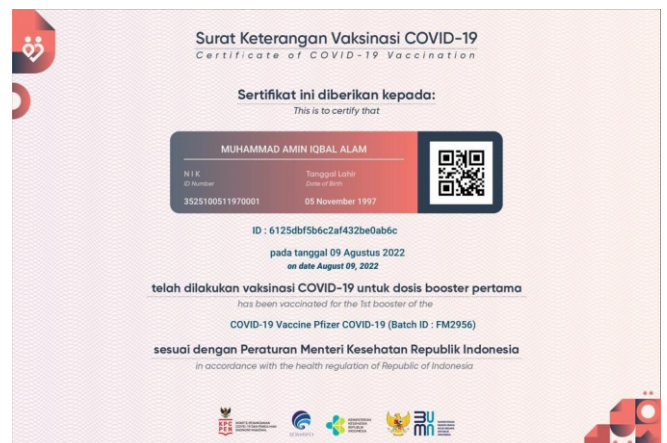 Surat Keterangan Vaksinasi COVID-19
Certificate of COVID-19 Vaccination
Sertifikat ini diberikan kepada:
This is to certify that
MUHAMMAD AMIN IQBAL ALAM
NIK Tanggal Lahir
ID Number Date of Birth
3525100511970001 05 November 1997
ID : 6125dbf5b6c2af432be0ab6c
pada tanggal 09 Agustus 2022
on date August 09, 2022
telah dilakukan vaksinasi COVID-19 untuk dosis booster pertama
has been vaccinated for the 1st booster of the
COVID-19 Vaccine Pfizer COVID-19 (Batch ID : FM2956)
sesuai dengan Peraturan Menteri Kesehatan Republik Indonesia
in accordance with the health regulation of Republic of Indonesia
KPC
PEN
KEMENTERIAN
KESEHATAN
REPUBLIK
INDONESIA